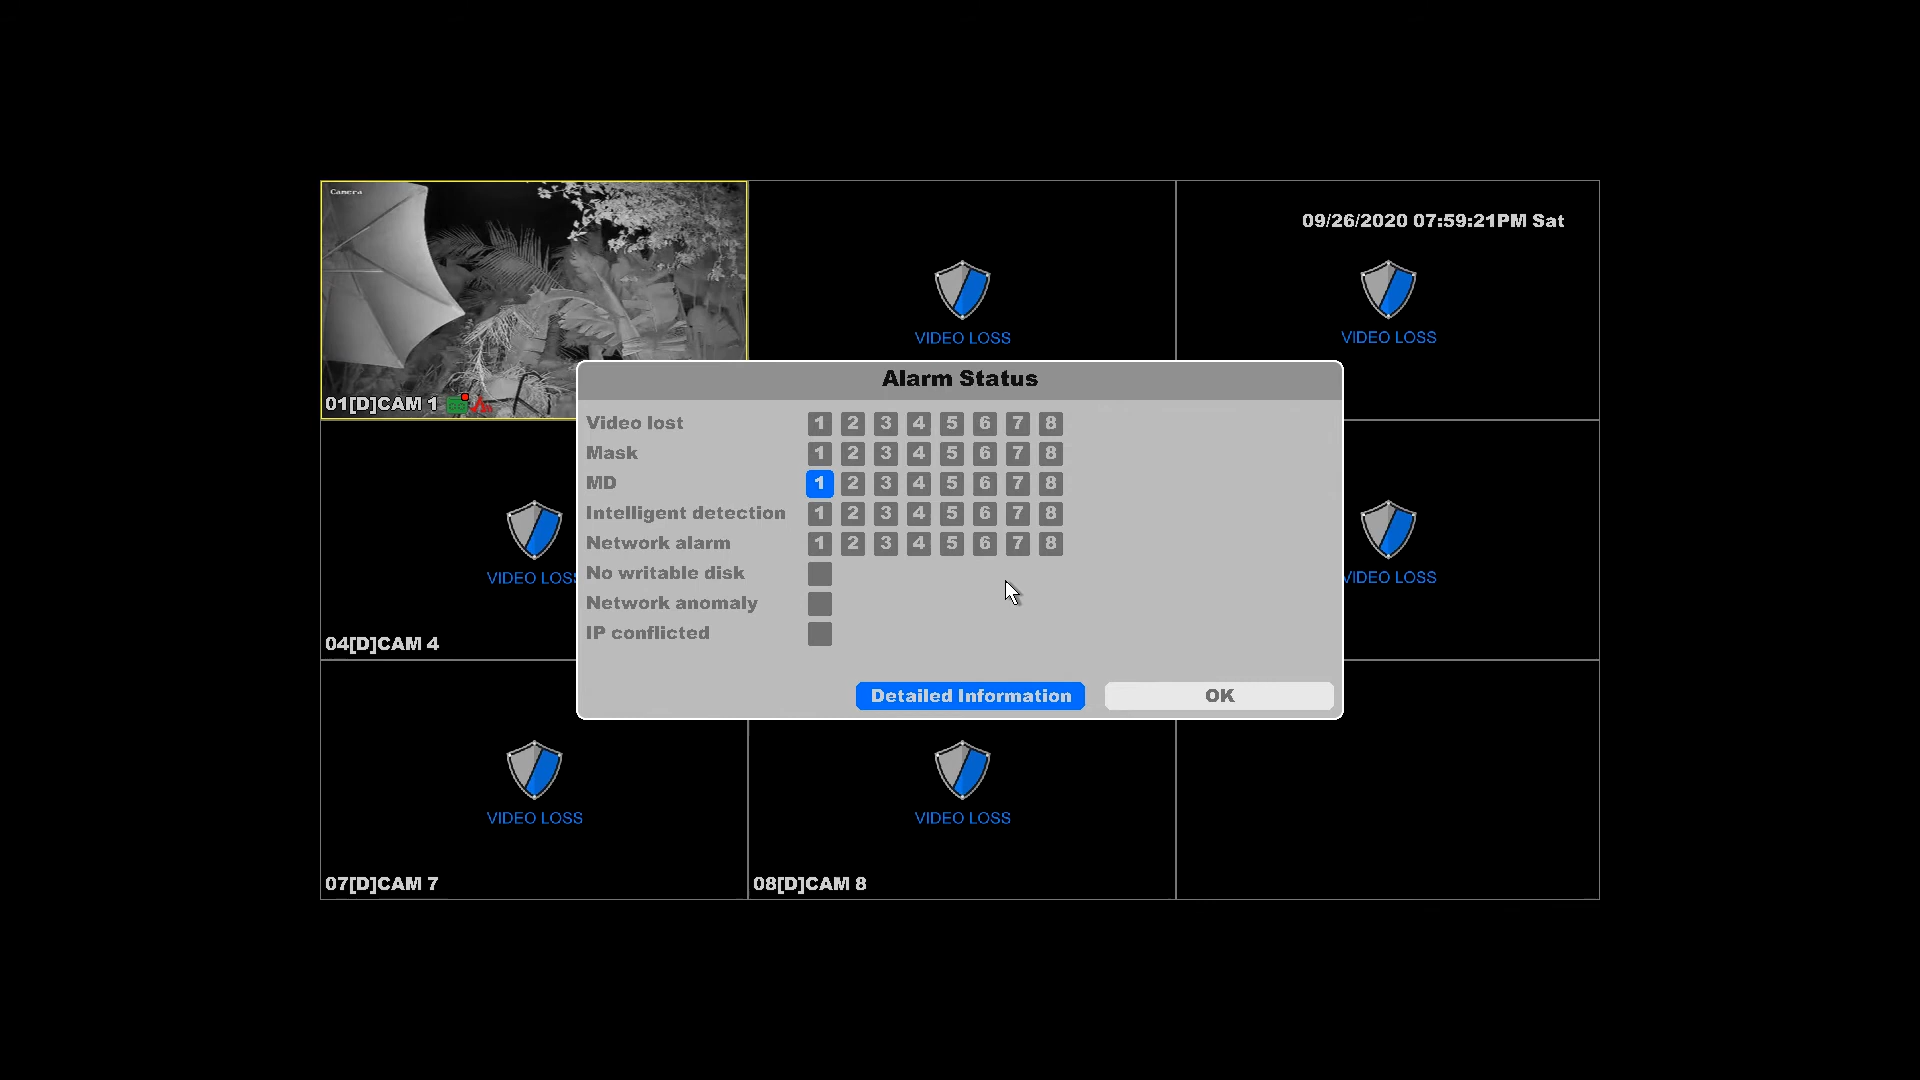 Camera
09/26/2020 07:59:21PM Sat
VIDEO LOSS
VIDEO LOSS
01[D]CAM 1
Alarm Status
Video lost 1 2 3 4 5 6 7 8
Mask 1 2 3 4 5 6 7 8
MD 1 2 3 4 5 6 7 8
Intelligent detection 1 2 3 4 5 6 7 8
Network alarm 1 2 3 4 5 6 7 8
No writable disk
Network anomaly
IP conflicted
Detailed Information OK
VIDEO LOSS
VIDEO LOSS
04[D]CAM 4
VIDEO LOSS
VIDEO LOSS
07[D]CAM 7
08[D]CAM 8